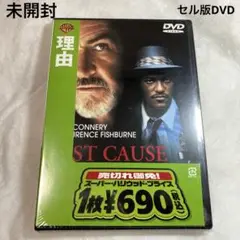 未開封
セル版DVD
理由
DVD
CONNERY
RENCE FISHBURNE
ST CAUSE
売切れ御免!
スーパー・ハリウッド・プライス
1枚¥690